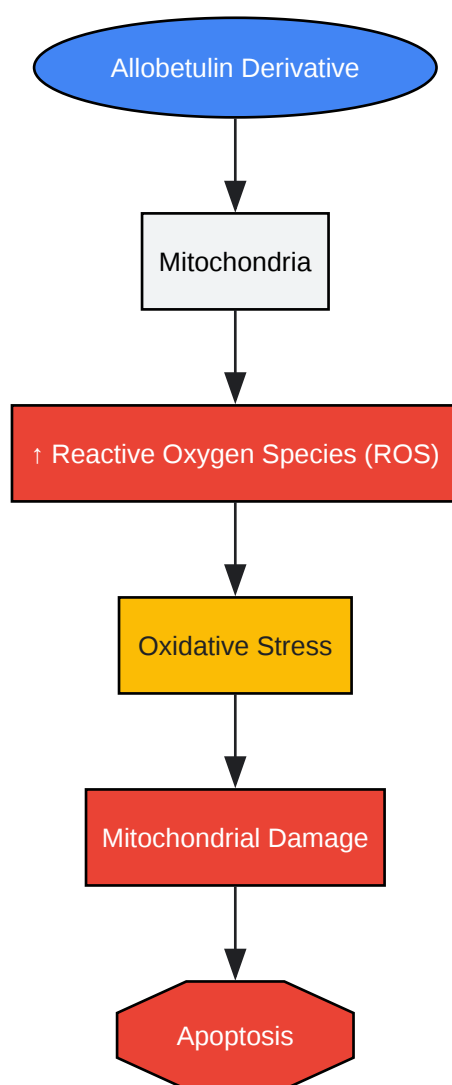 Allobetulin Derivative
Mitochondria
↑ Reactive Oxygen Species (ROS)
Oxidative Stress
Mitochondrial Damage
Apoptosis